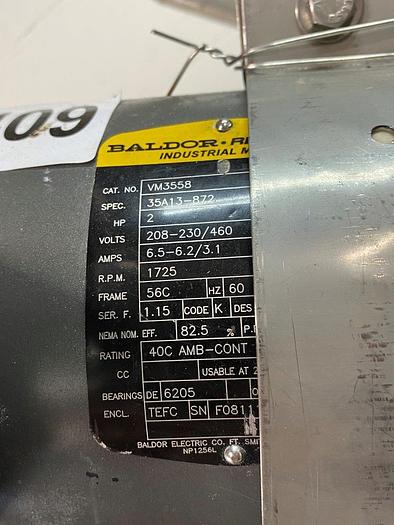 109
BALDOR · R
INDUSTRIAL M
CAT. NO. VM3558
SPEC. 35A13-872
HP 2
VOLTS 208-230/460
AMPS 6.5-6.2/3.1
R.P.M. 1725
FRAME 56C HZ 60
SER. F. 1.15 CODE K DES
NEMA NOM. EFF. 82.5 % P.
RATING 40C AMB-CONT
CC USABLE AT 2
BEARINGS DE 6205 O
ENCL. TEFC SN F0811
BALDOR ELECTRIC CO. FT. SMI
NP1256L